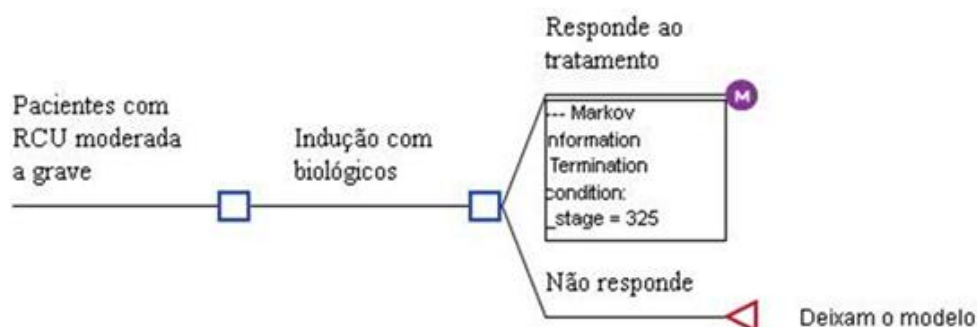 Responde ao
tratamento
Pacientes com
RCU moderada
a grave
Indução com
biológicos
M
--- Markov
nformation
Termination
condition:
_stage = 325
Não responde
Deixam o modelo